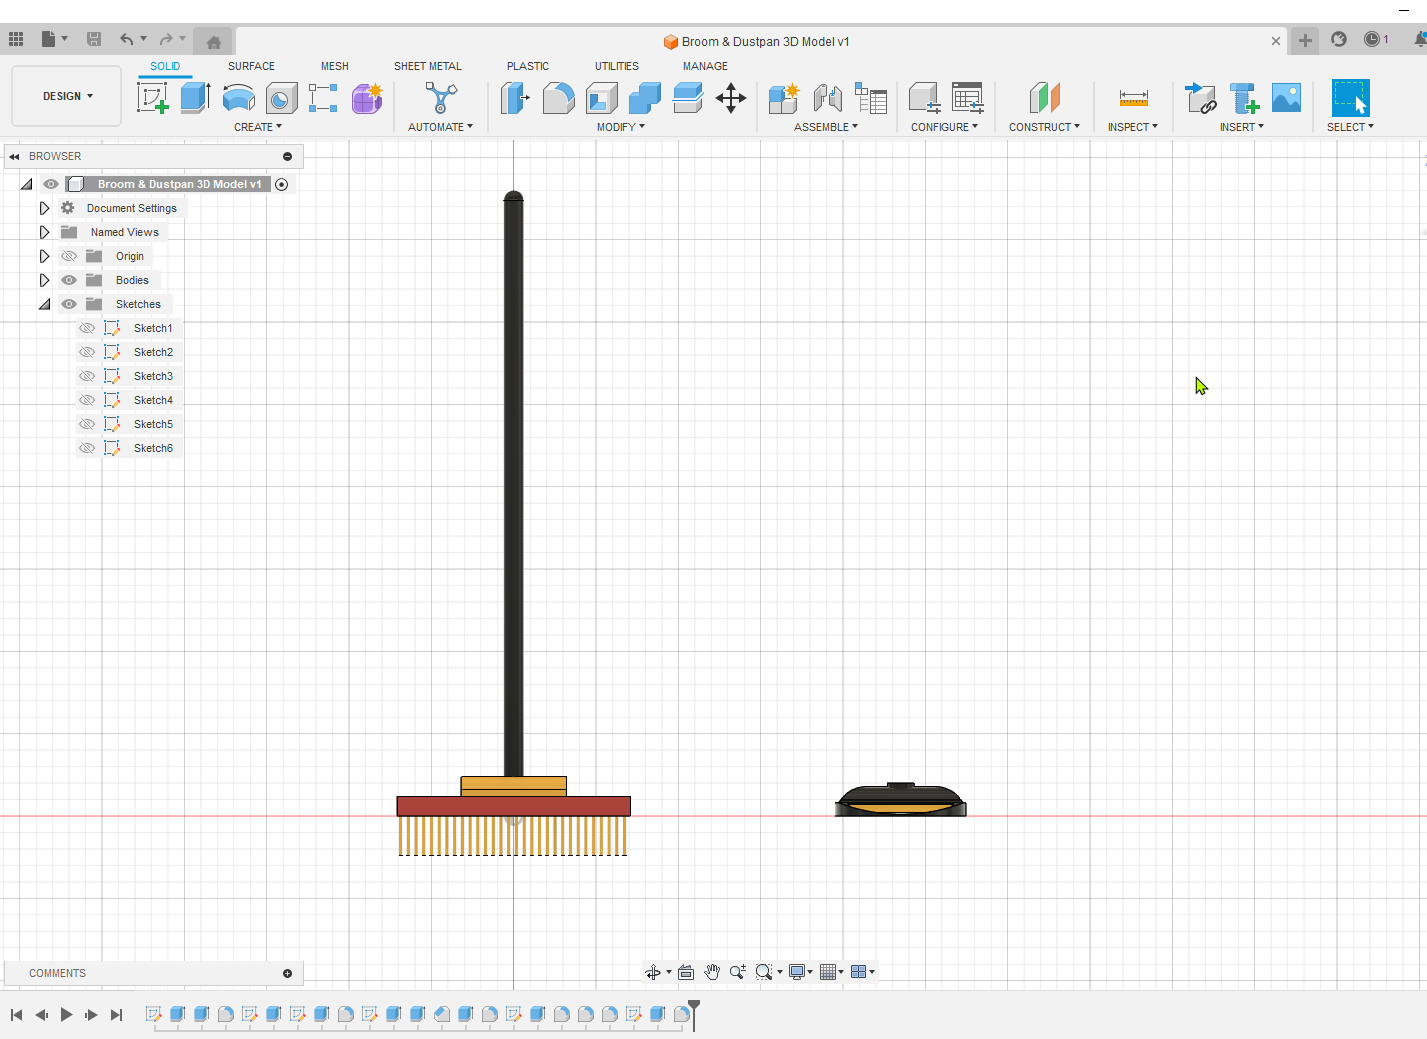 Broom & Dustpan 3D Model v1
1
DESIGN
SOLID SURFACE MESH SHEET METAL PLASTIC UTILITIES MANAGE
CREATE AUTOMATE MODIFY ASSEMBLE CONFIGURE CONSTRUCT INSPECT INSERT SELECT
BROWSER
Broom & Dustpan 3D Model v1
Document Settings
Named Views
Origin
Bodies
Sketches
Sketch1
Sketch2
Sketch3
Sketch4
Sketch5
Sketch6
COMMENTS